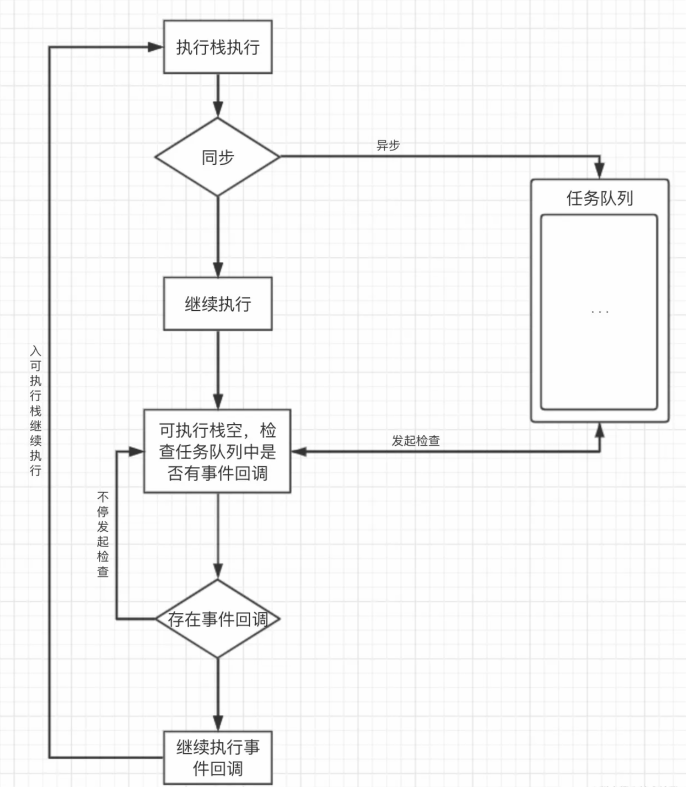 执行栈执行
同步
异步
任务队列
...
继续执行
入可执行栈继续执行
可执行栈空，检
查任务队列中是
否有事件回调
发起检查
不停发起检查
存在事件回调
继续执行事
件回调